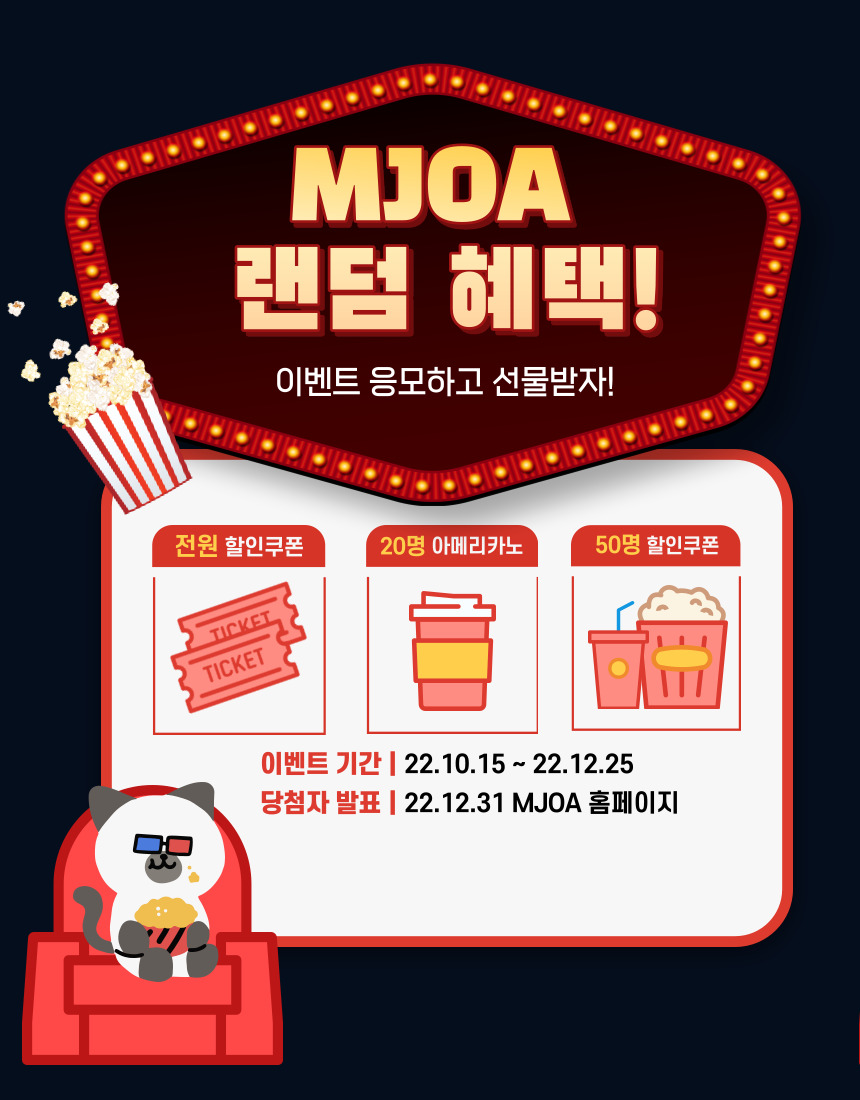 MJOA
랜덤 혜택!
이벤트 응모하고 선물받자!
전원 할인쿠폰
20명 아메리카노
50명 할인쿠폰
TICKET
TICKET
이벤트 기간 | 22.10.15 ~ 22.12.25
당첨자 발표 | 22.12.31 MJOA 홈페이지